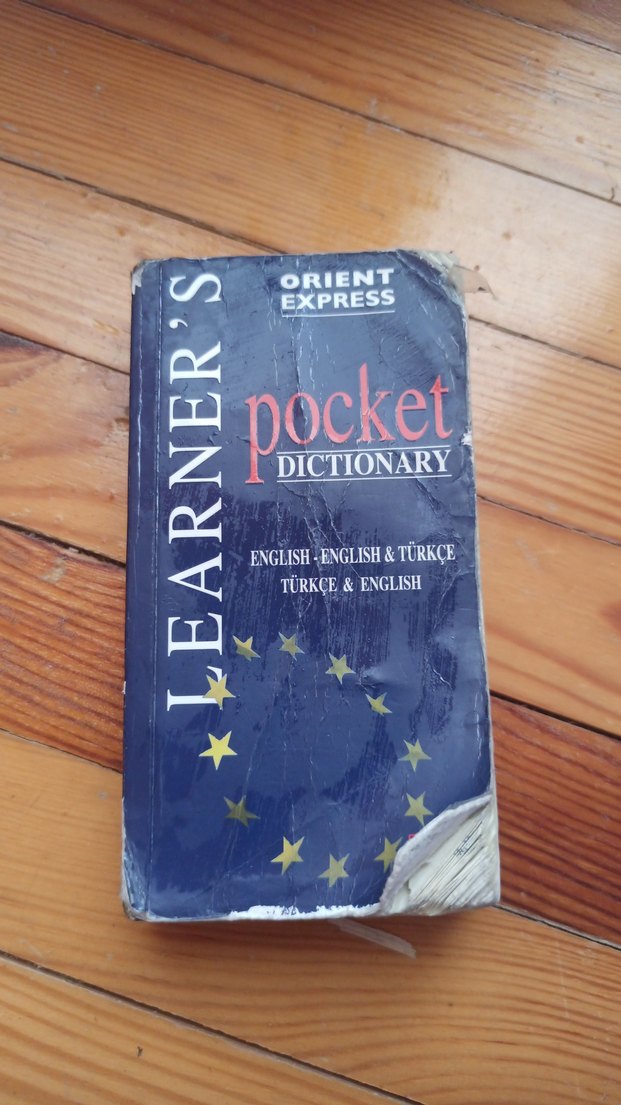 LEARNER'S
ORIENT
EXPRESS
pocket
DICTIONARY
ENGLISH - ENGLISH & TÜRKÇE
TÜRKÇE & ENGLISH